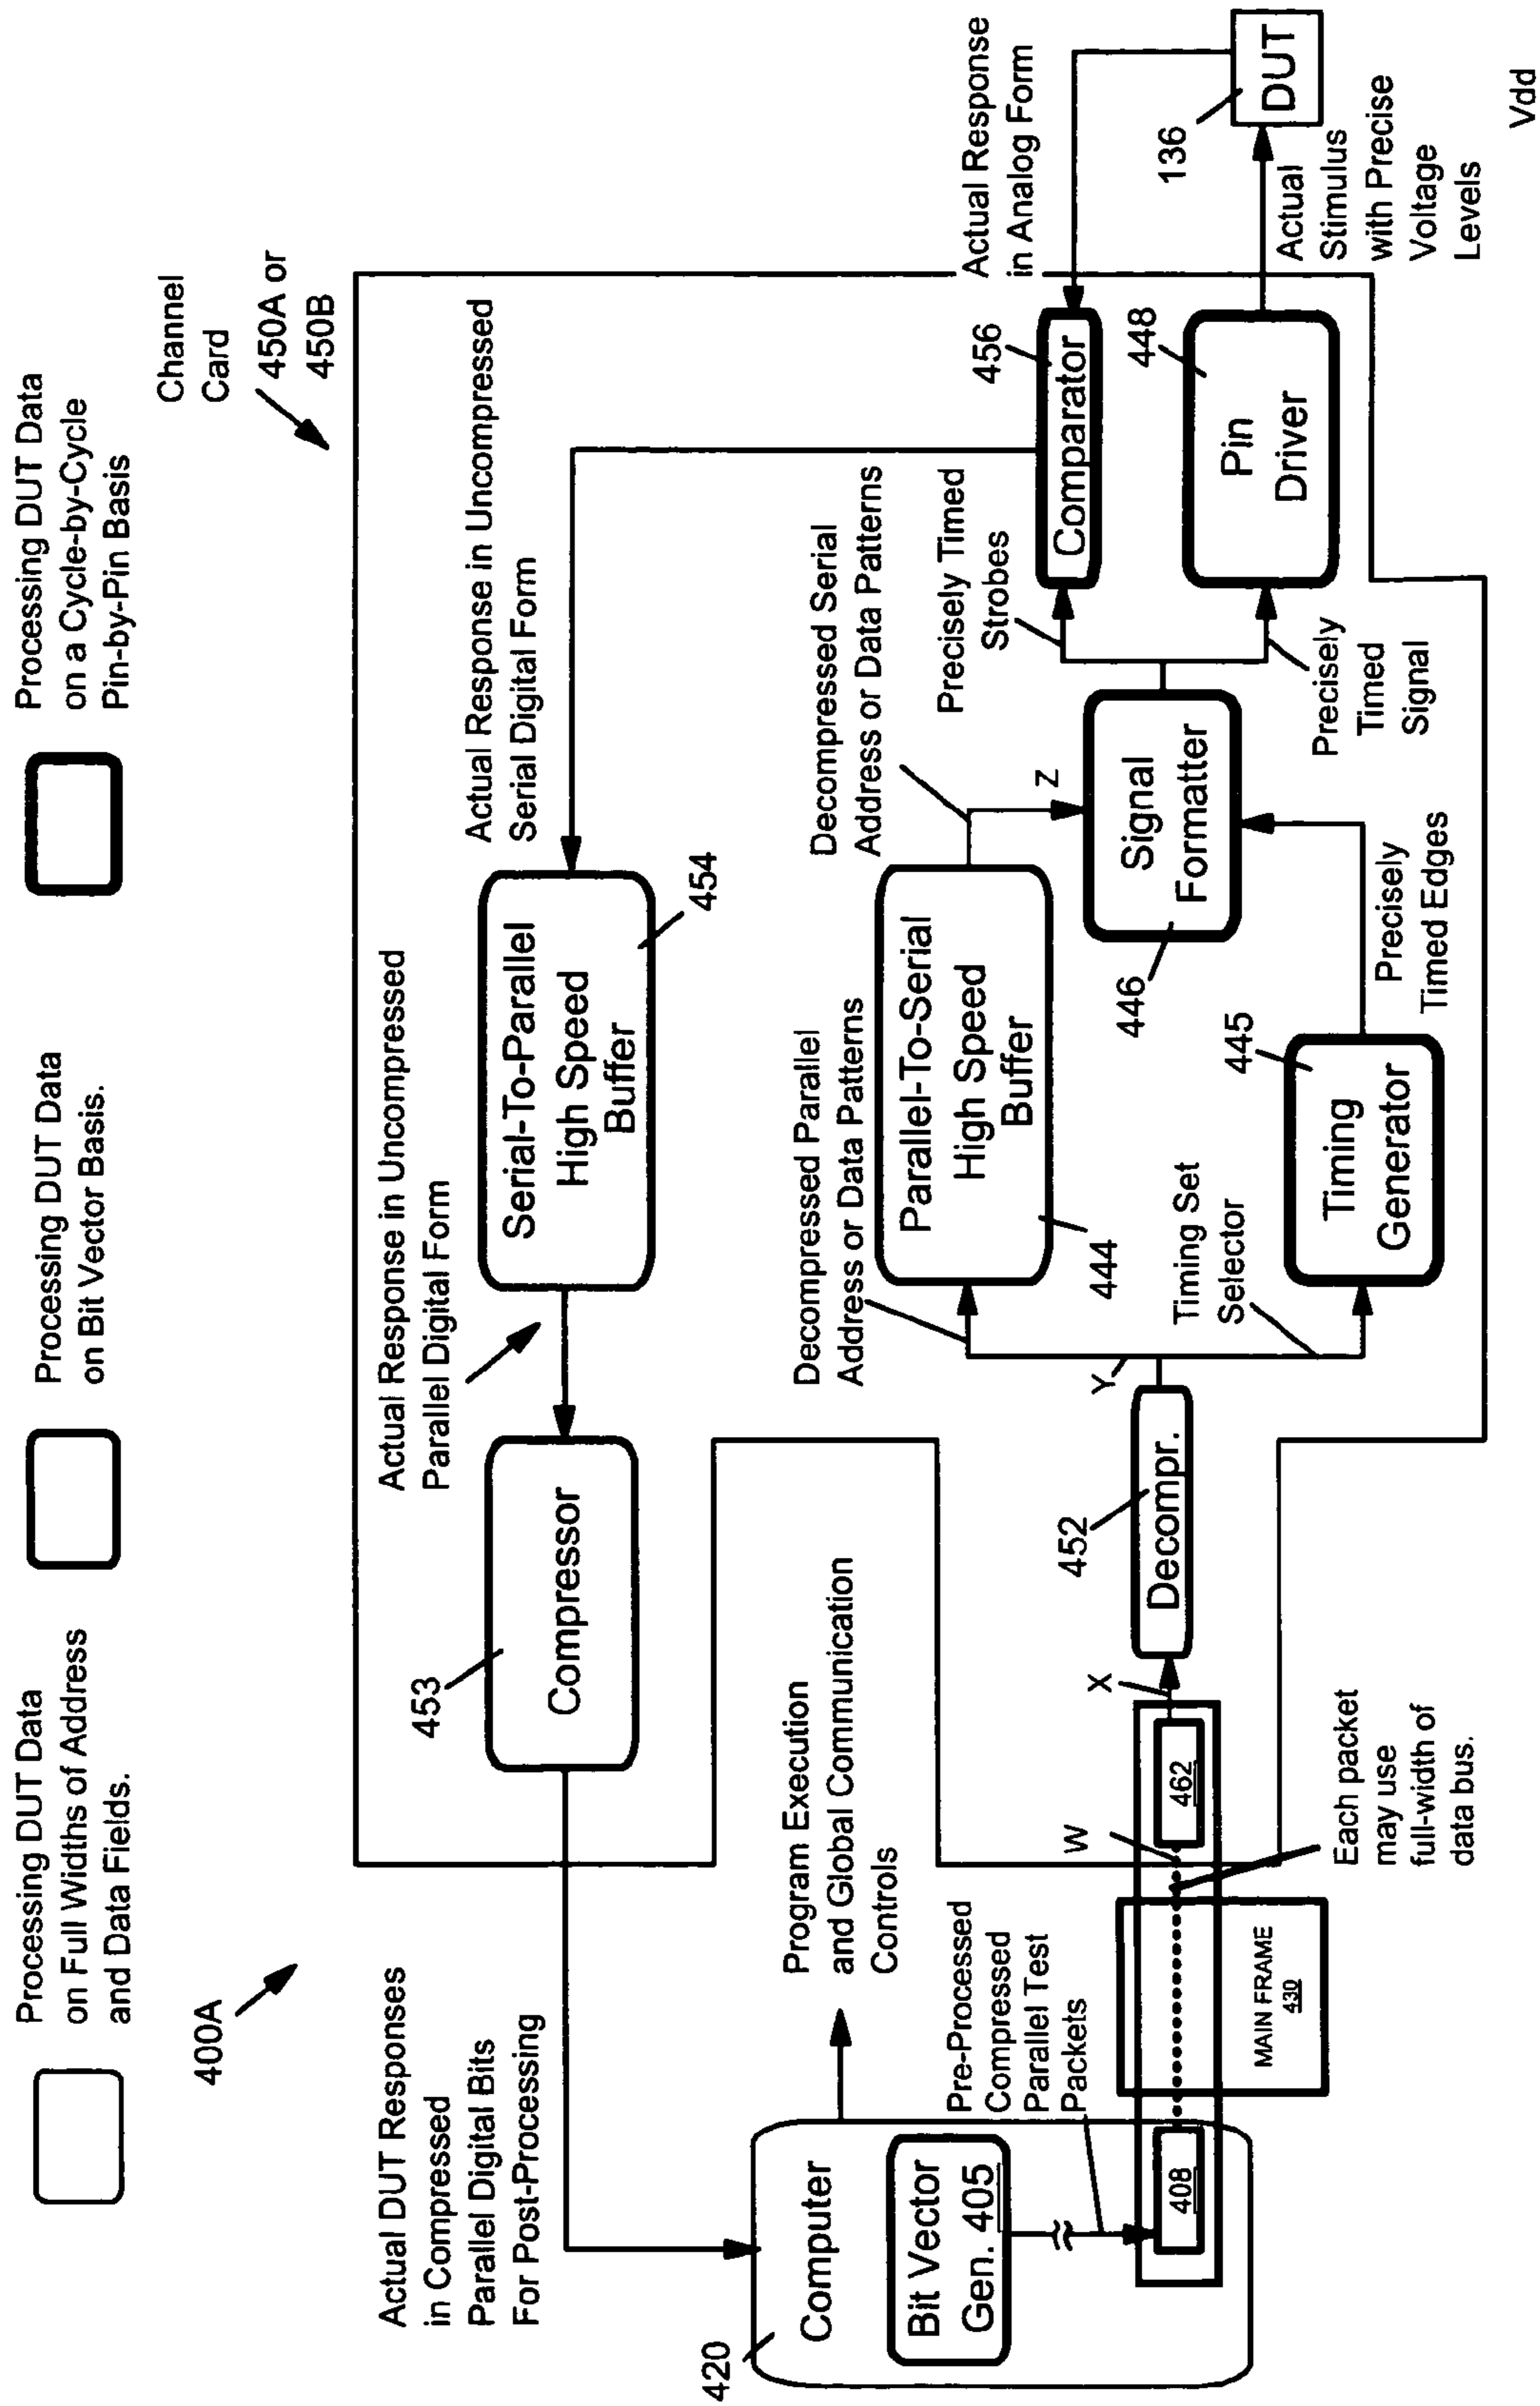 Processing DUT Data
on Full Widths of Address
and Data Fields.
Processing DUT Data
on Bit Vector Basis.
Processing DUT Data
on a Cycle-by-Cycle
Pin-by-Pin Basis
400A
Channel
Card
450A or
450B
Actual DUT Responses
in Compressed
Parallel Digital Bits
For Post-Processing
453
Compressor
Actual Response in Uncompressed
Parallel Digital Form
Serial-To-Parallel
High Speed
Buffer
454
Actual Response in Uncompressed
Serial Digital Form
420
Computer
Bit Vector
Gen. 405
Program Execution
and Global Communication
Controls
Pre-Processed
Compressed
Parallel Test
Packets
408
MAIN FRAME
430
W
462
Each packet
may use
full-width of
data bus.
X
452
Decompr.
Y
Decompressed Parallel
Address or Data Patterns
Timing Set
Selector
444
Parallel-To-Serial
High Speed
Buffer
445
Timing
Generator
Decompressed Serial
Address or Data Patterns
Z
446
Signal
Formatter
Precisely
Timed Edges
Precisely Timed
Strobes
Precisely
Timed
Signal
456
Comparator
448
Pin
Driver
Actual Response
in Analog Form
136
DUT
Actual
Stimulus
with Precise
Voltage
Levels
Vdd